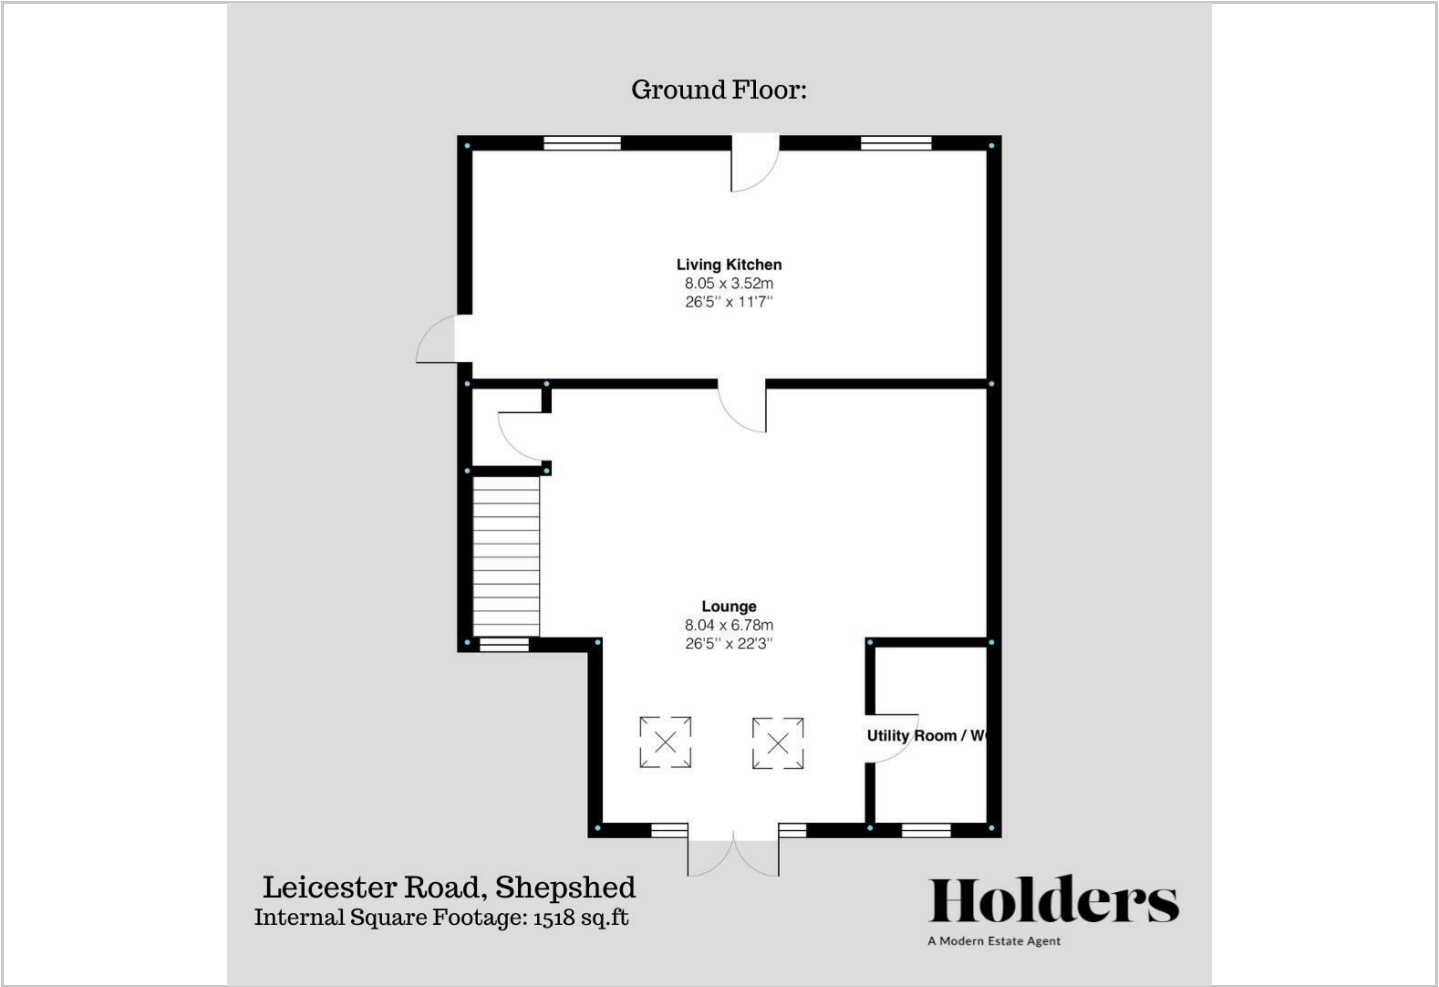 Ground Floor:
Living Kitchen
8.05 x 3.52m
26'5'' x 11'7''
Lounge
8.04 x 6.78m
26'5'' x 22'3''
Utility Room / W
Leicester Road, Shepshed
Internal Square Footage: 1518 sq.ft
Holders
A Modern Estate Agent